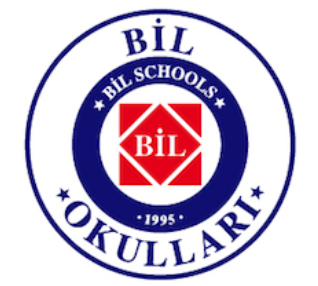 BİL
★ BİL SCHOOLS ★
BİL
• 1995 •
★ OKULLARI ★